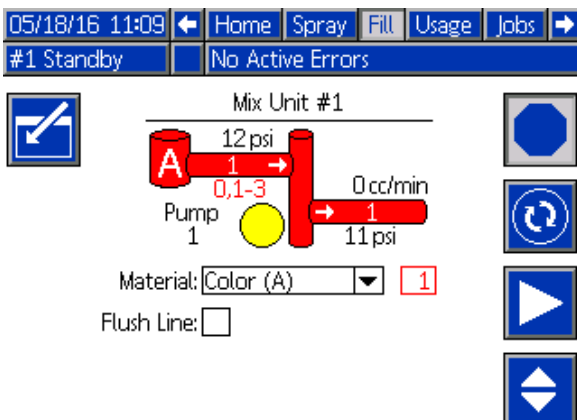 05/18/16 11:09 Home Spray Fill Usage Jobs
#1 Standby No Active Errors
Mix Unit #1
12 psi
A 1
0,1-3 0 cc/min
Pump 1
1 11 psi
Material: Color (A) 1
Flush Line: